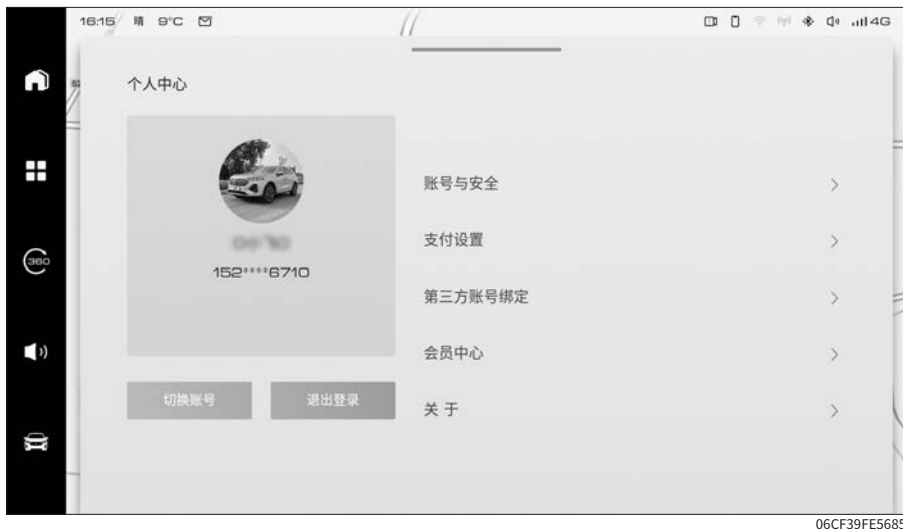 16:15 晴 9°C
4G
个人中心
152****6710
切换账号 退出登录
账号与安全
支付设置
第三方账号绑定
会员中心
关 于
360
06CF39FE5685